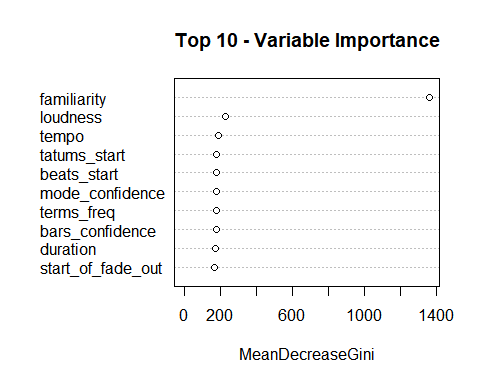 Top 10 - Variable Importance
familiarity
loudness
tempo
tatums_start
beats_start
mode_confidence
terms_freq
bars_confidence
duration
start_of_fade_out
0 200 600 1000 1400
MeanDecreaseGini